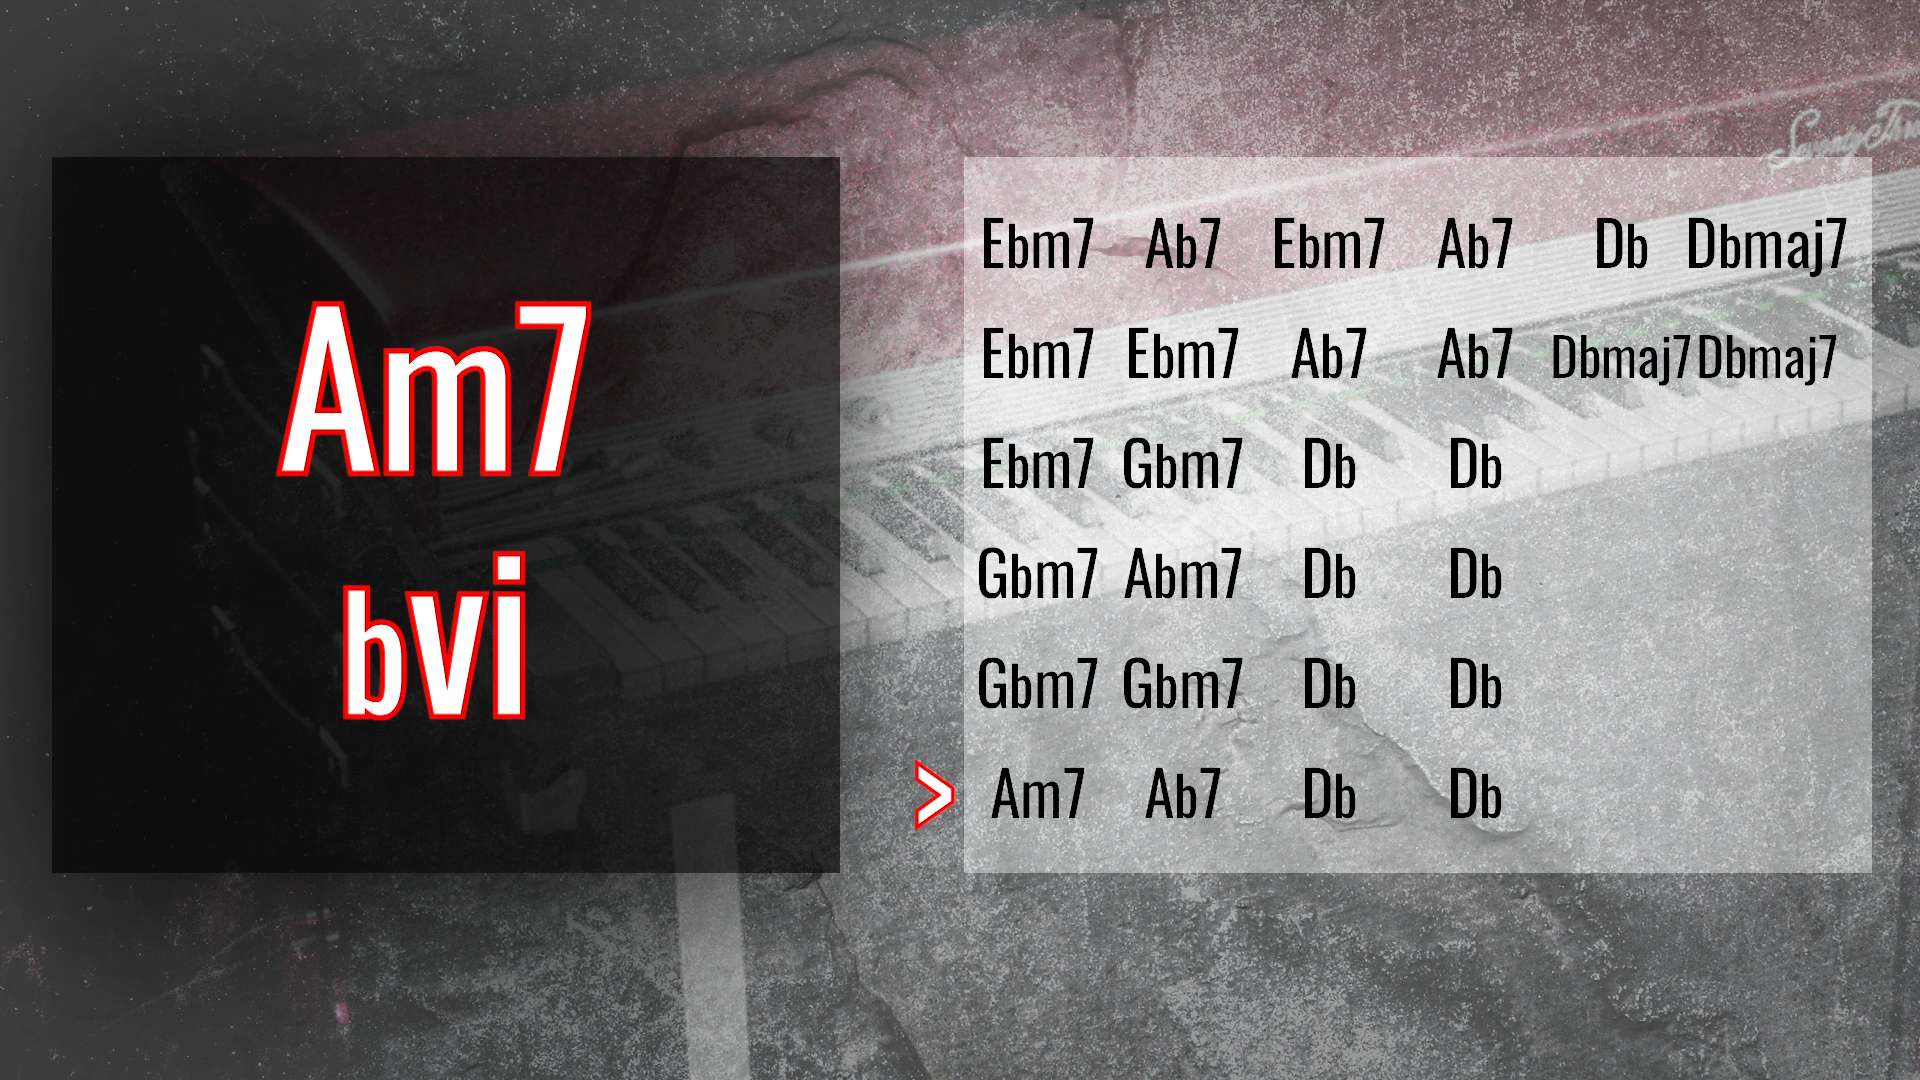 Am7
bvi
Ebm7 Ab7 Ebm7 Ab7 Db Dbmaj7
Ebm7 Ebm7 Ab7 Ab7 Dbmaj7 Dbmaj7
Ebm7 Gbm7 Db Db
Gbm7 Abm7 Db Db
Gbm7 Gbm7 Db Db
> Am7 Ab7 Db Db